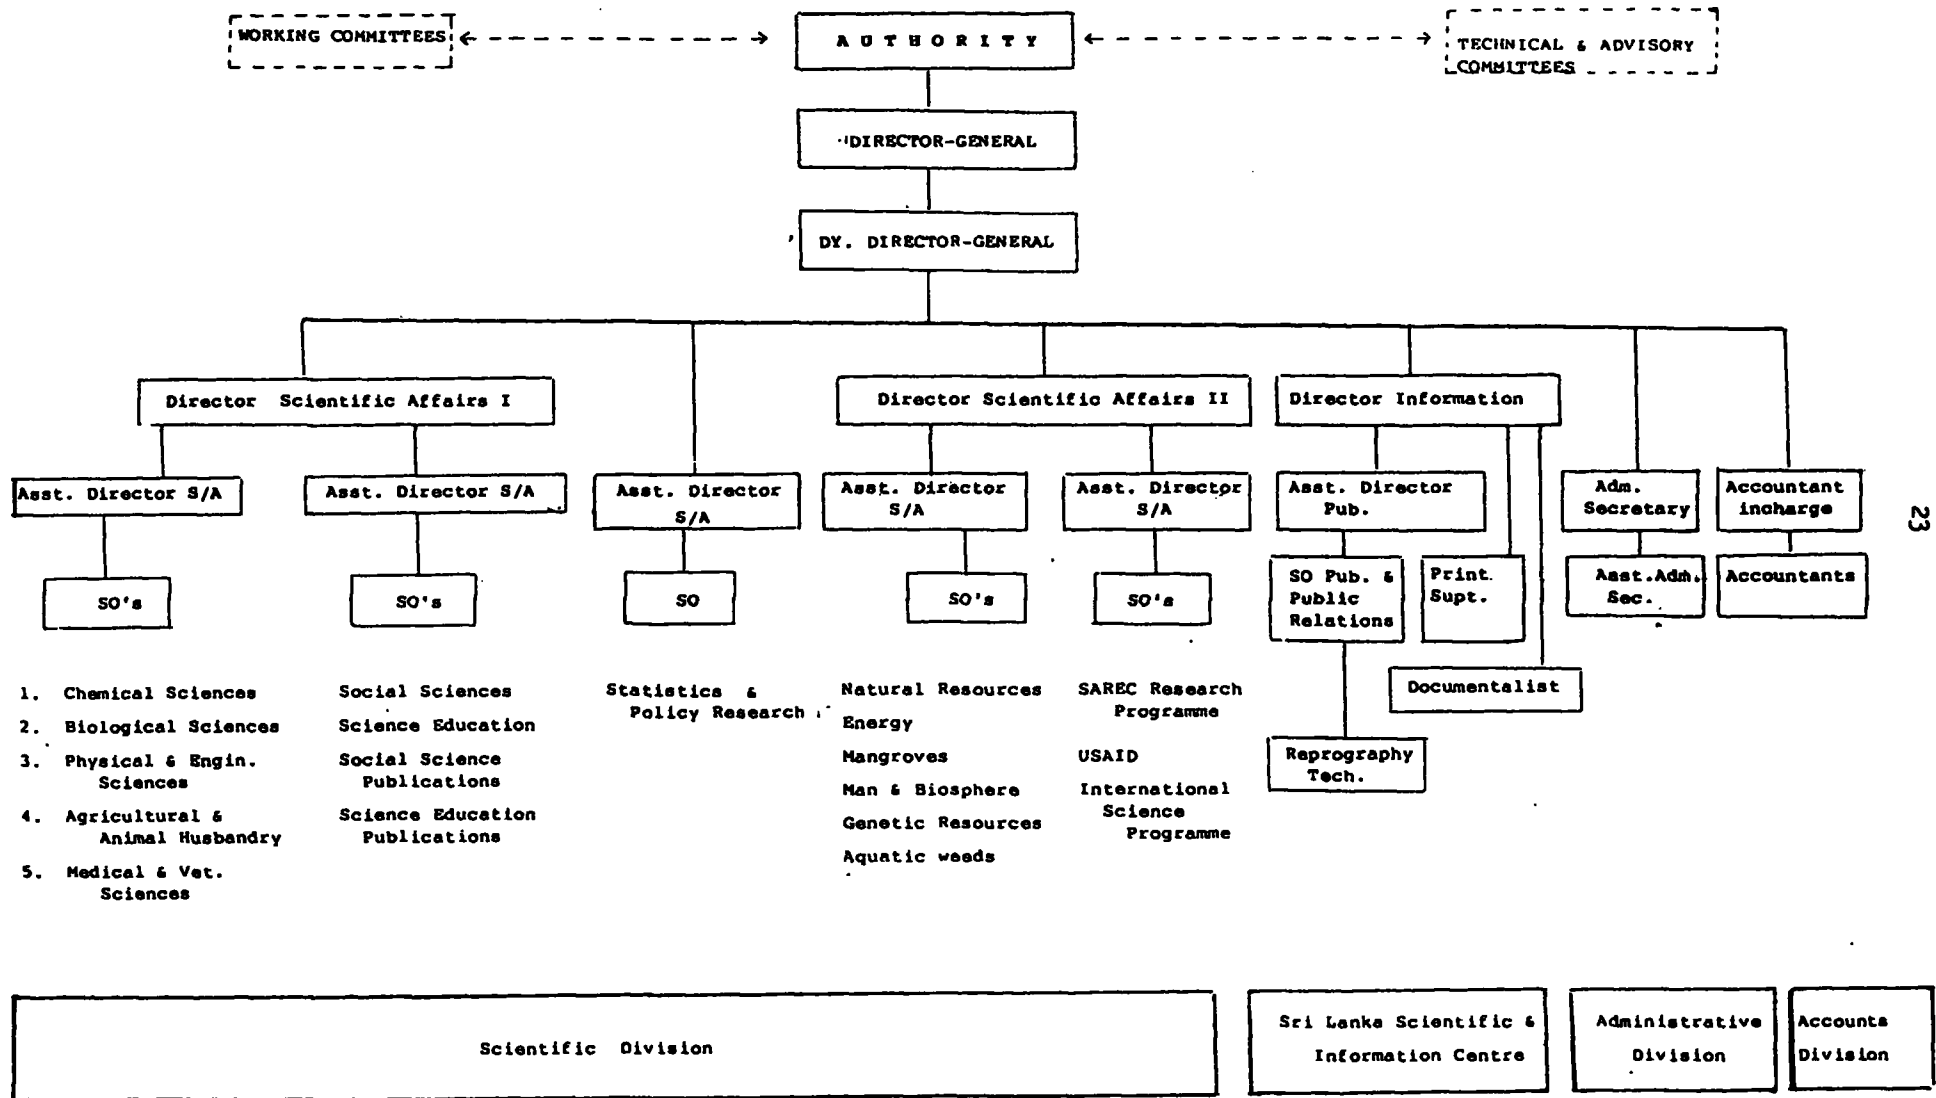 WORKING COMMITTEES
A U T H O R I T Y
TECHNICAL & ADVISORY
COMMITTEES
DIRECTOR-GENERAL
DY. DIRECTOR-GENERAL
Director Scientific Affairs I
Director Scientific Affairs II
Director Information
Asst. Director S/A
Asst. Director S/A
Asst. Director
S/A
Asst. Director
S/A
Asst. Director
S/A
Asst. Director
Pub.
Adm.
Secretary
Accountant
incharge
SO's
SO's
SO
SO's
SO's
SO Pub. &
Public
Relations
Print.
Supt.
Asst.Adm.
Sec.
Accountants
Documentalist
Reprography
Tech.
1. Chemical Sciences
2. Biological Sciences
3. Physical & Engin.
Sciences
4. Agricultural &
Animal Husbandry
5. Medical & Vet.
Sciences
Social Sciences
Science Education
Social Science
Publications
Science Education
Publications
Statistics &
Policy Research
Natural Resources
Energy
Mangroves
Man & Biosphere
Genetic Resources
Aquatic weeds
SAREC Research
Programme
USAID
International
Science
Programme
Scientific Division
Sri Lanka Scientific &
Information Centre
Administrative
Division
Accounts
Division
23